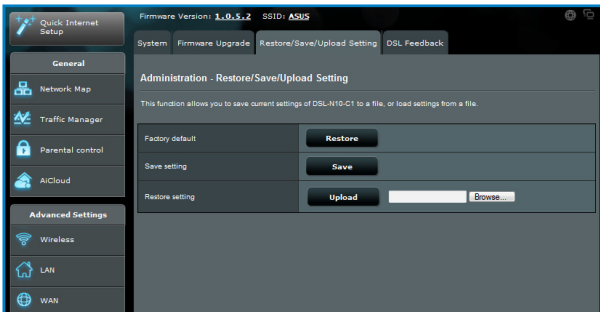 Quick Internet
Setup
General
Network Map
Traffic Manager
Parental control
AiCloud
Advanced Settings
Wireless
LAN
WAN
Firmware Version: 1.0.5.2 SSID: ASUS
System Firmware Upgrade Restore/Save/Upload Setting DSL Feedback
Administration - Restore/Save/Upload Setting
This function allows you to save current settings of DSL-N10-C1 to a file, or load settings from a file.
Factory default Restore
Save setting Save
Restore setting Upload Browse...